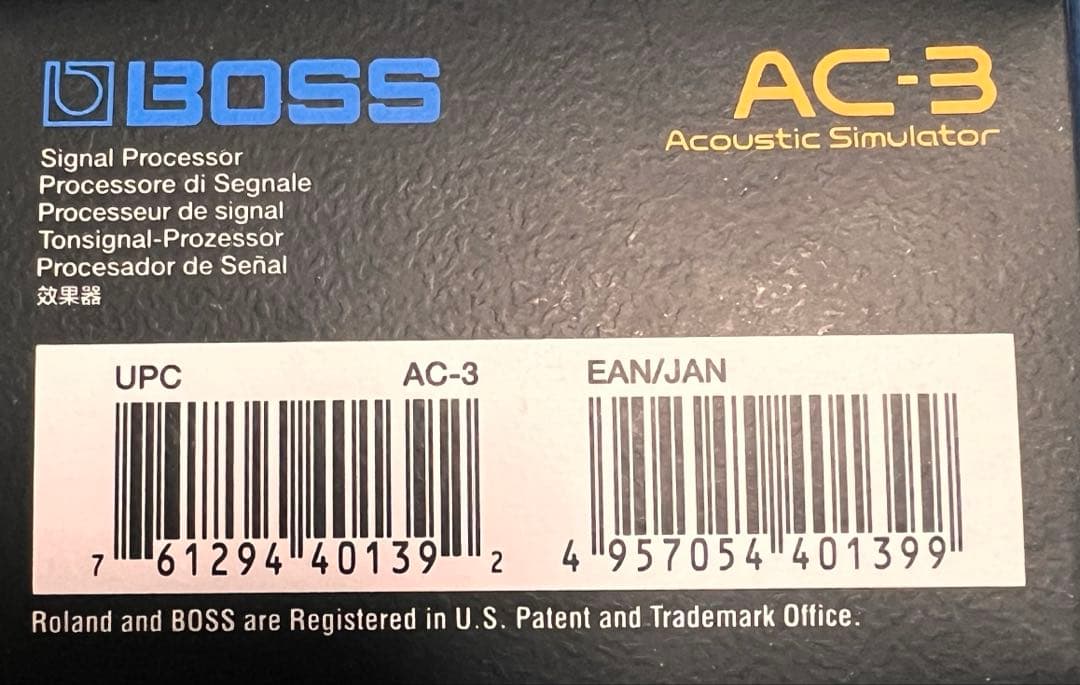 BOSS
AC-3
Acoustic Simulator
Signal Processor
Processore di Segnale
Processeur de signal
Tonsignal-Prozessor
Procesador de Señal
效果器
UPC AC-3
7 61294 40139 2
EAN/JAN
4 957054 401399
Roland and BOSS are Registered in U.S. Patent and Trademark Office.